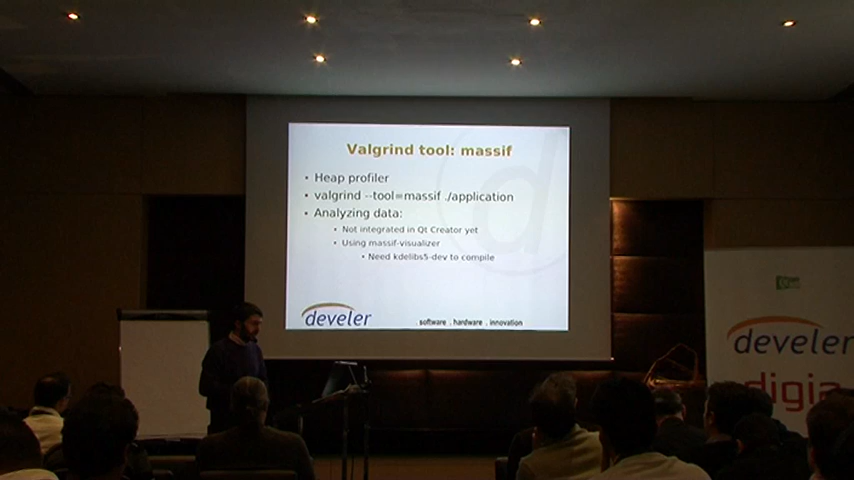 Valgrind tool: massif
• Heap profiler
• valgrind --tool=massif ./application
• Analyzing data:
• Not integrated in Qt Creator yet
• Using massif-visualizer
• Need kdelibs5-dev to compile
develer
. software . hardware . innovation
develer
digia